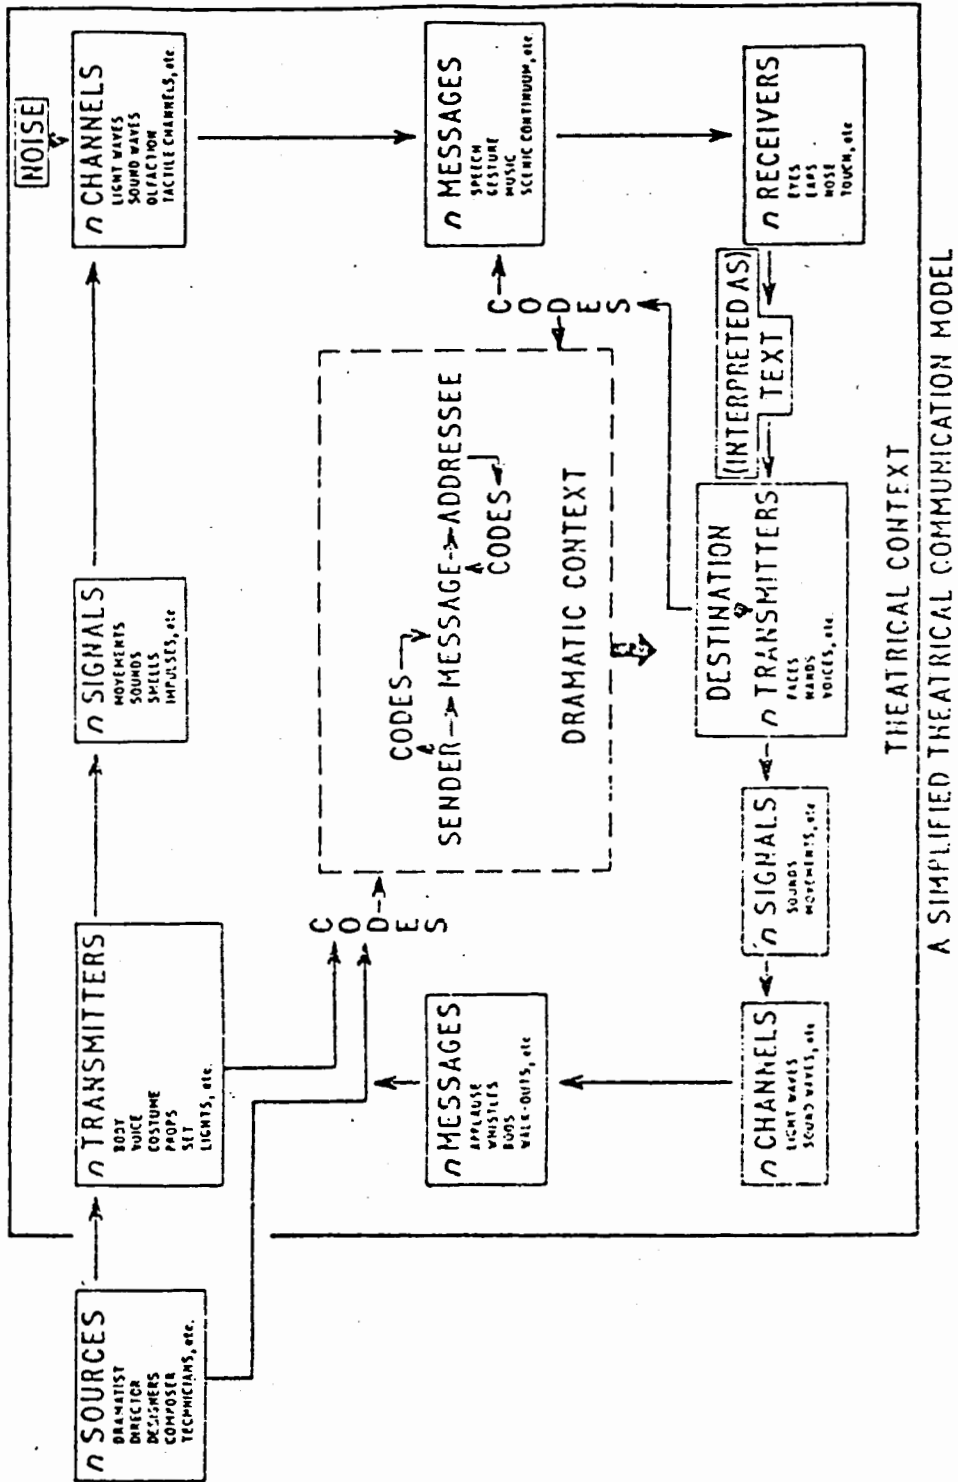 n SOURCES
DRAMATIST
DIRECTOR
DESIGNERS
COMPOSER
TECHNICIANS, etc.
n TRANSMITTERS
BODY
VOICE
COSTUME
PROPS
SET
LIGHTS, etc.
n SIGNALS
MOVEMENTS
SOUNDS
SMELLS
IMPULSES, etc
NOISE
n CHANNELS
LIGHT WAVES
SOUND WAVES
OLFACTION
TACTILE CHANNELS, etc.
n MESSAGES
SPEECH
GESTURE
MUSIC
SCENIC CONTINUUM, etc
n RECEIVERS
EYES
EARS
NOSE
TOUCH, etc
(INTERPRETED AS)
TEXT
CODES
CODES
CODES
SENDER MESSAGE ADDRESSEE
CODES
DRAMATIC CONTEXT
DESTINATION
n TRANSMITTERS
FACES
HANDS
VOICES, etc.
n SIGNALS
SOUNDS
MOVEMENTS, etc
n CHANNELS
LIGHT WAVES
SOUND WAVES, etc
n MESSAGES
APPLAUSE
WHISTLES
BOOS
WALK-OUTS, etc
THEATRICAL CONTEXT
A SIMPLIFIED THEATRICAL COMMUNICATION MODEL